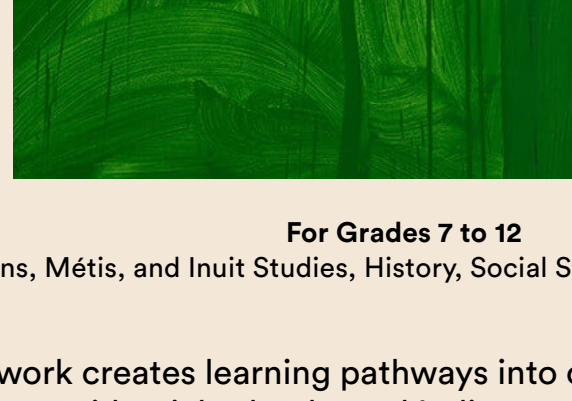 For Grades 7 to 12
ns, Métis, and Inuit Studies, History, Social S
work creates learning pathways into